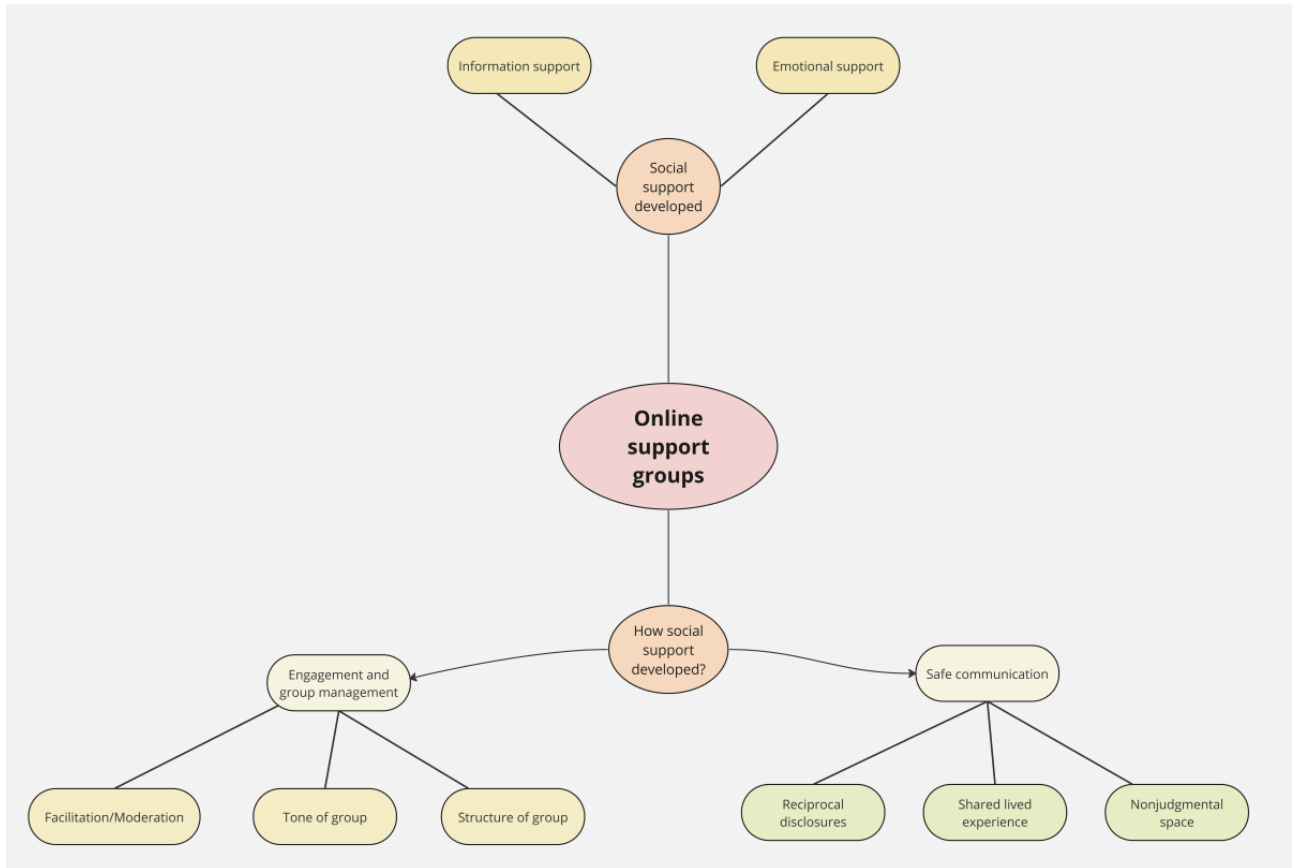 Information support
Emotional support
Social
support
developed
Online
support
groups
How social
support
developed?
Engagement and
group management
Safe communication
Facilitation/Moderation
Tone of group
Structure of group
Reciprocal
disclosures
Shared lived
experience
Nonjudgmental
space